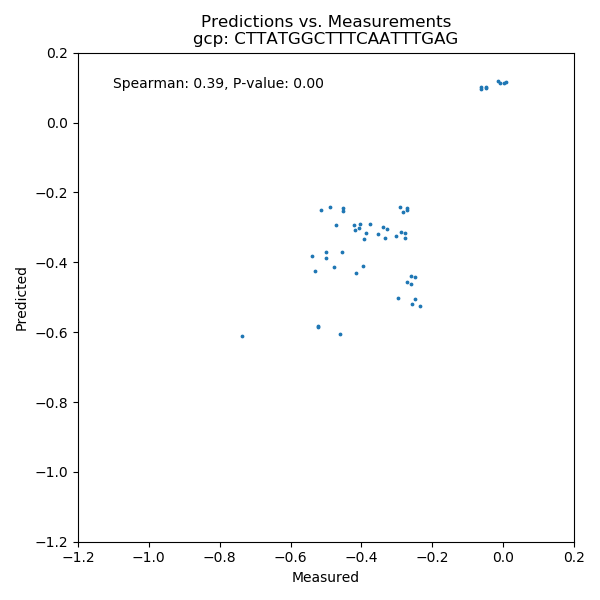 Predictions vs. Measurements
gcp: CTTATGGCTTTCAATTTGAG
Spearman: 0.39, P-value: 0.00
0.2
0.0
−0.2
−0.4
−0.6
−0.8
−1.0
−1.2
Predicted
−1.2 −1.0 −0.8 −0.6 −0.4 −0.2 0.0 0.2
Measured